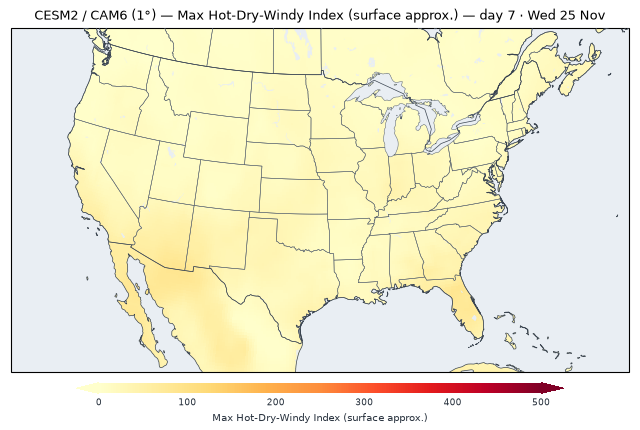 CESM2 / CAM6 (1°) — Max Hot-Dry-Windy Index (surface approx.) — day 7 · Wed 25 Nov
0 100 200 300 400 500
Max Hot-Dry-Windy Index (surface approx.)